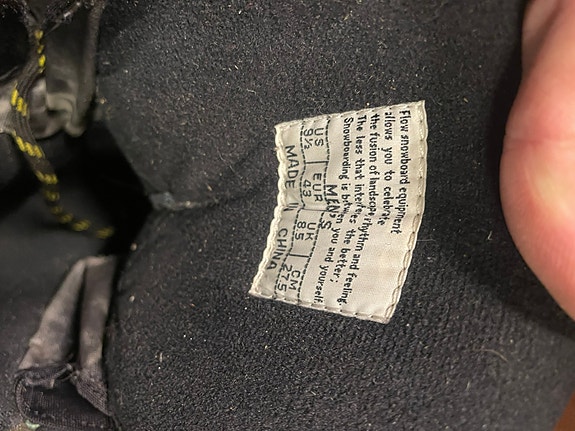 Flow snowboard equipment
allows you to celebrate
the fusion of landscape,
rhythm and feeling.
The less that interferes the better;
Snowboarding is between you and yourself.
MEN'S
US EUR UK CM
9½ 43 8.5 27.5
MADE CHINA